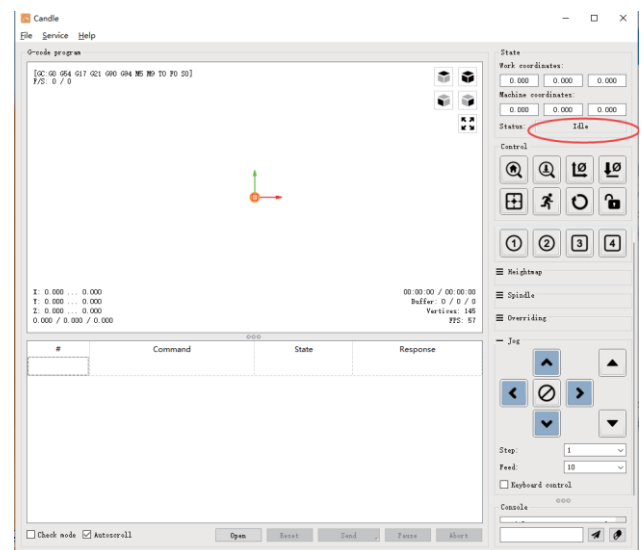 Candle
File Service Help
G-code program
[GC:G0 G54 G17 G21 G90 G94 M5 M9 T0 F0 S0]
F/S: 0 / 0
X: 0.000 ... 0.000
Y: 0.000 ... 0.000
Z: 0.000 ... 0.000
0.000 / 0.000 / 0.000
00:00:00 / 00:00:00
Buffer: 0 / 0 / 0
Vertices: 145
FPS: 57
# Command State Response
Check mode Autoscroll Open Reset Send Pause Abort
State
Work coordinates:
0.000 0.000 0.000
Machine coordinates:
0.000 0.000 0.000
Status: Idle
Control
1 2 3 4
Heightmap
Spindle
Overriding
Jog
Step: 1
Feed: 10
Keyboard control
Console